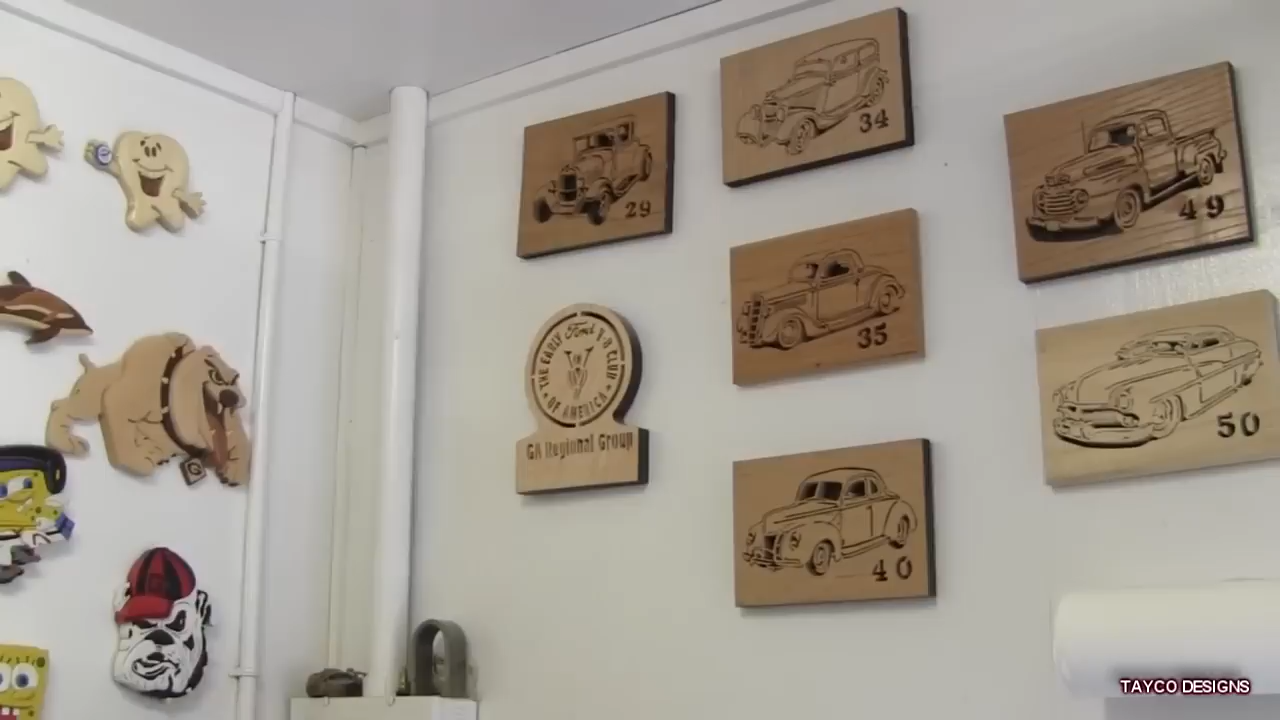 34
29
49
35
THE EARLY Ford V-8 CLUB
OF AMERICA
GA Regional Group
50
40
G
TAYCO DESIGNS